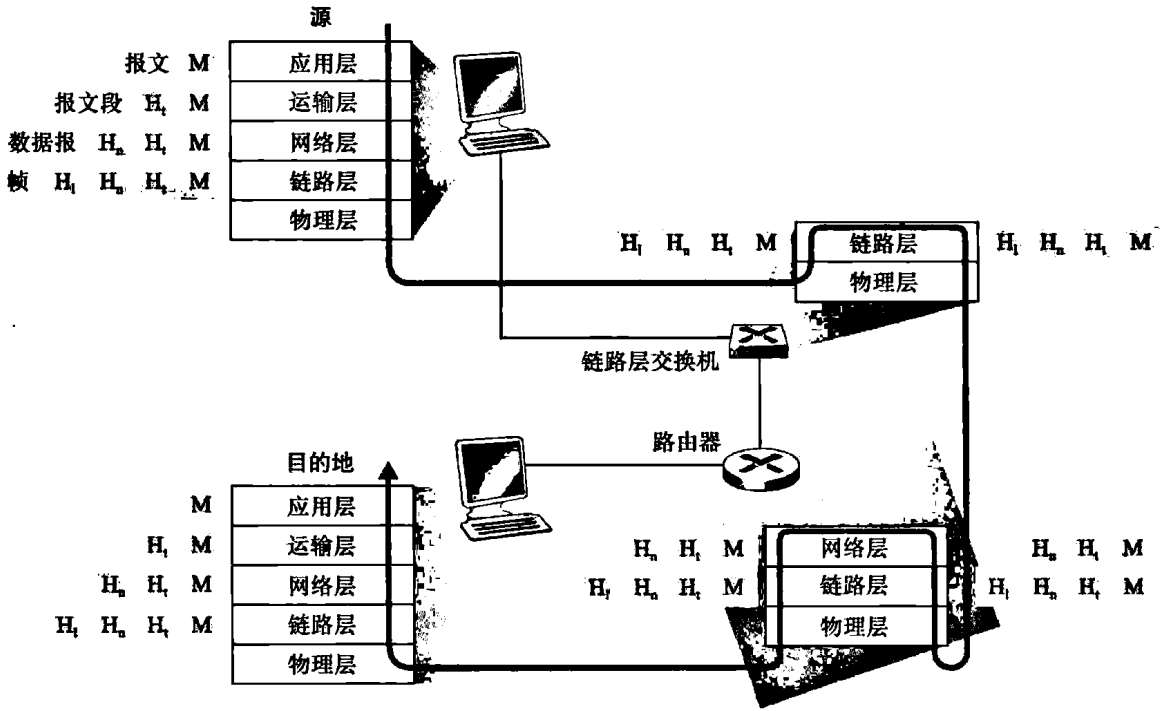 源
报文 M 应用层
报文段 Hₜ M 运输层
数据报 Hₙ Hₜ M 网络层
帧 Hₗ Hₙ Hₜ M 链路层
物理层
Hₗ Hₙ Hₜ M 链路层 Hₗ Hₙ Hₜ M
物理层
链路层交换机
路由器
目的地
M 应用层
Hₜ M 运输层
Hₙ Hₜ M 网络层
Hₗ Hₙ Hₜ M 链路层
物理层
Hₙ Hₜ M 网络层 Hₙ Hₜ M
Hₗ Hₙ Hₜ M 链路层 Hₗ Hₙ Hₜ M
物理层